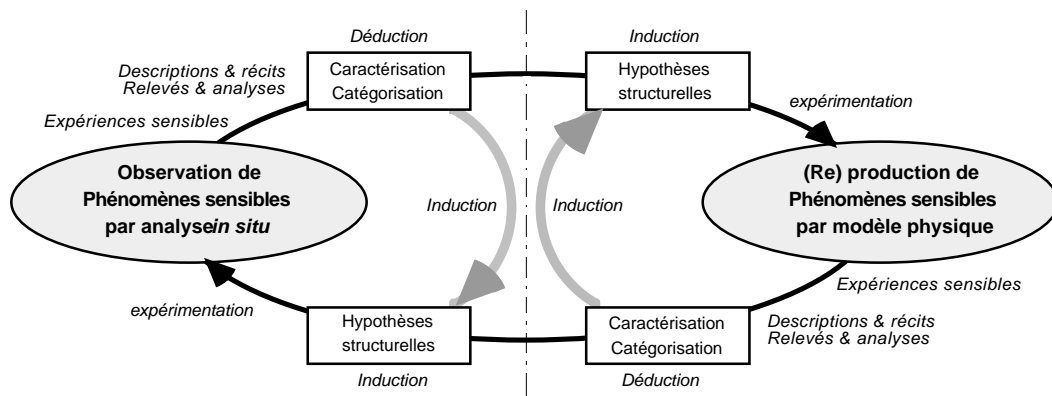 Déduction
Induction
Descriptions & récits
Relevés & analyses
Caractérisation
Catégorisation
Hypothèses
structurelles
expérimentation
Expériences sensibles
Observation de
Phénomènes sensibles
par analyse in situ
Induction
Induction
(Re) production de
Phénomènes sensibles
par modèle physique
expérimentation
Expériences sensibles
Hypothèses
structurelles
Caractérisation
Catégorisation
Descriptions & récits
Relevés & analyses
Induction
Déduction